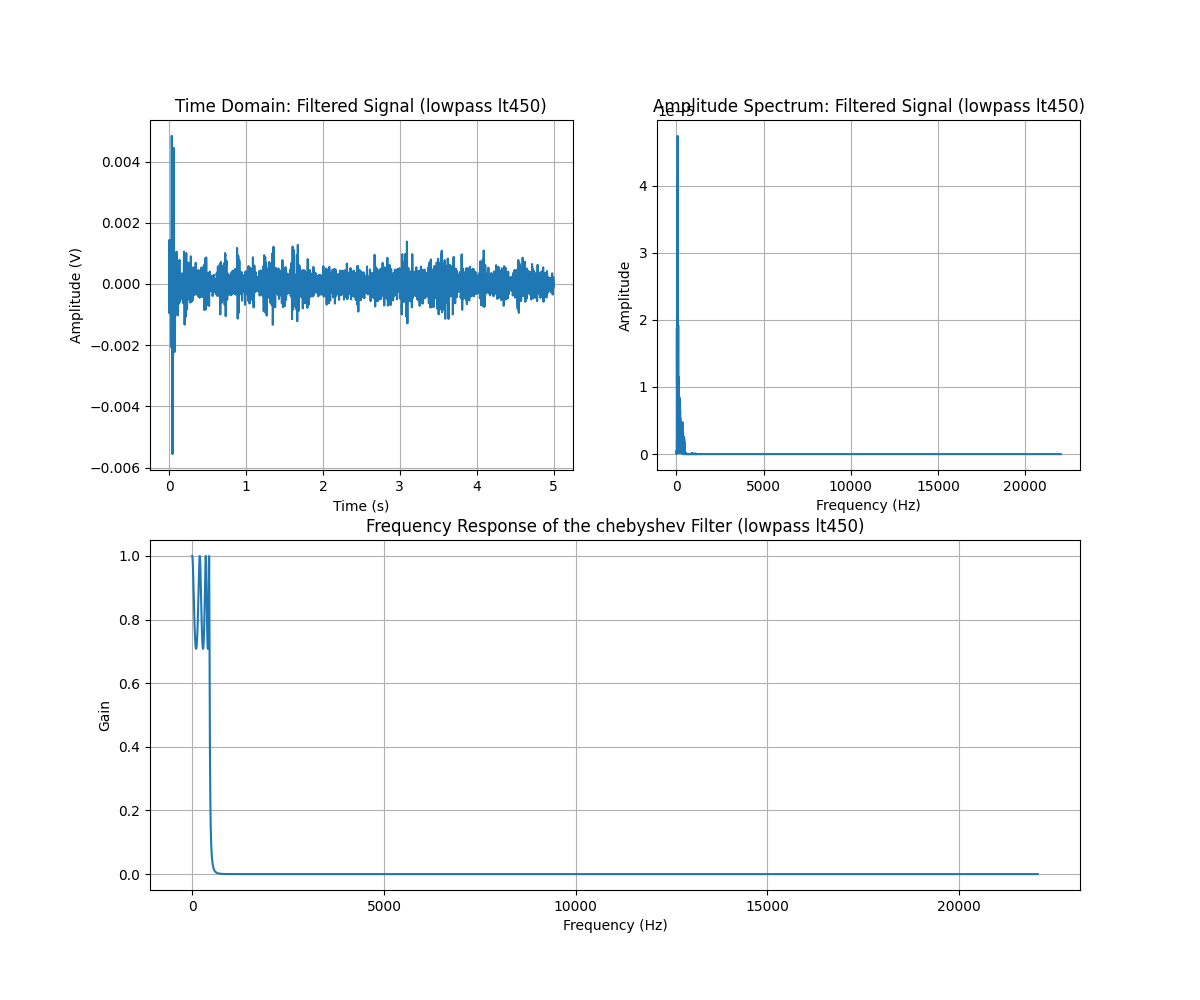 Time Domain: Filtered Signal (lowpass lt450)
Amplitude (V)
0.004
0.002
0.000
−0.002
−0.004
−0.006
0 1 2 3 4 5
Time (s)
Amplitude Spectrum: Filtered Signal (lowpass lt450)
Amplitude
4
3
2
1
0
0 5000 10000 15000 20000
Frequency (Hz)
Frequency Response of the chebyshev Filter (lowpass lt450)
Gain
1.0
0.8
0.6
0.4
0.2
0.0
0 5000 10000 15000 20000
Frequency (Hz)